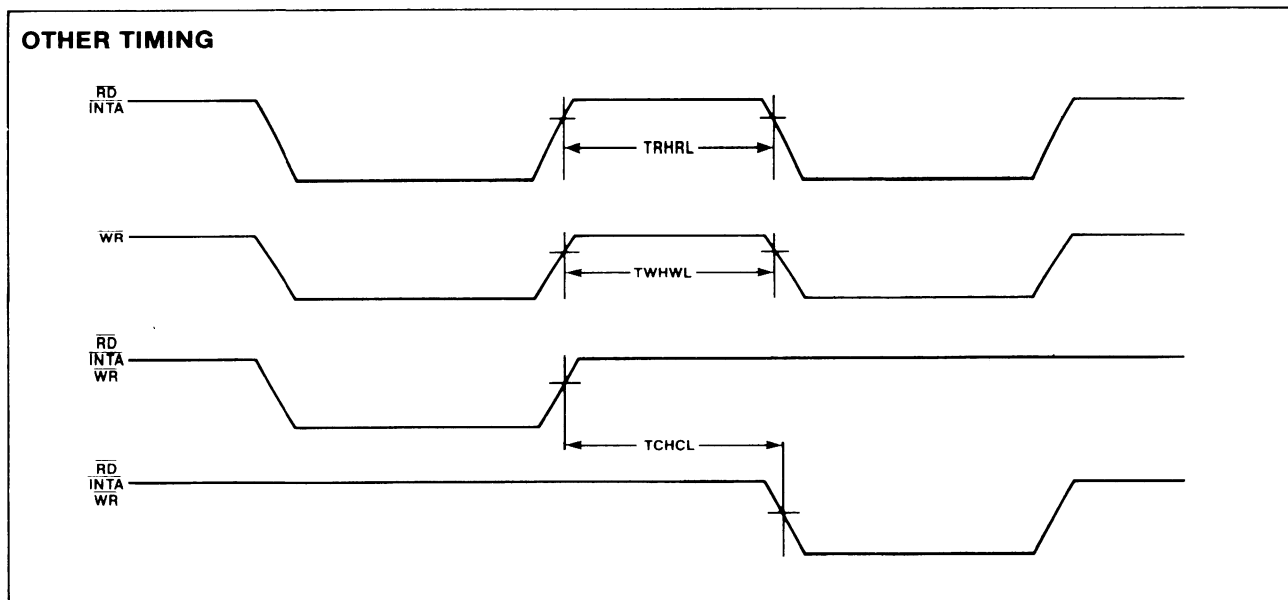 OTHER TIMING
RD
INTA
TRHRL
WR
TWHWL
RD
INTA
WR
TCHCL
RD
INTA
WR